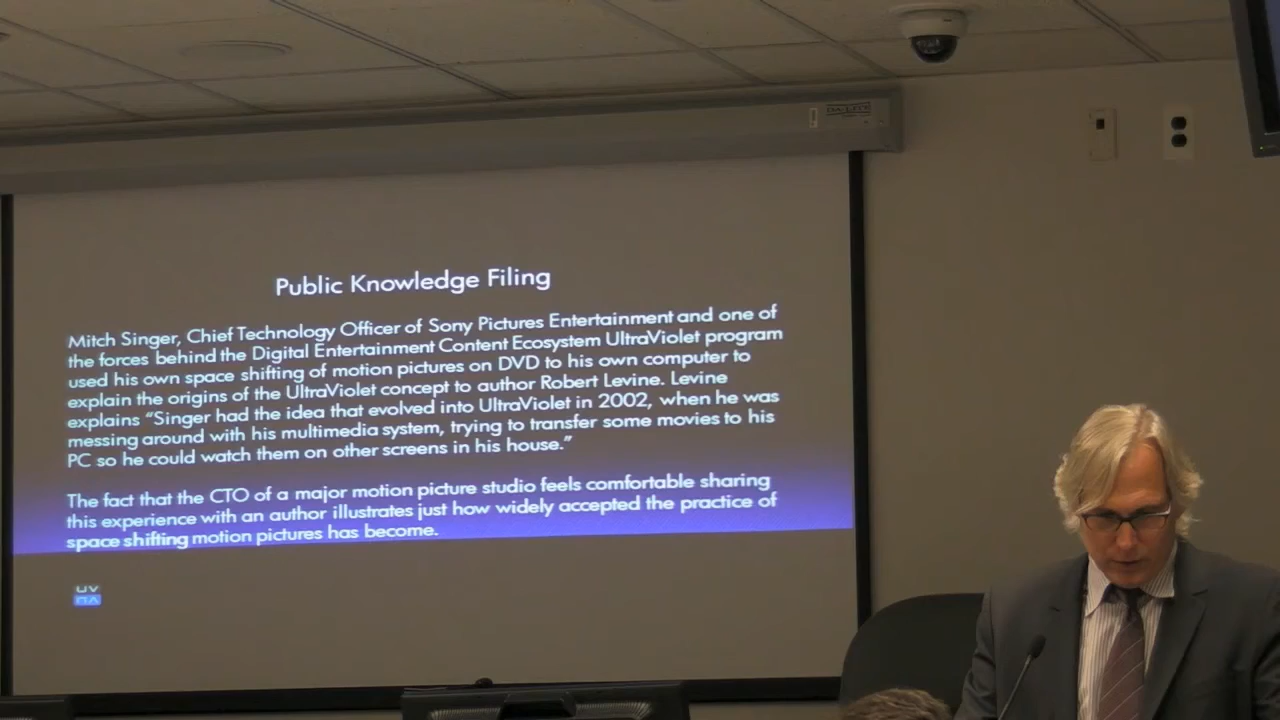 Public Knowledge Filing
Mitch Singer, Chief Technology Officer of Sony Pictures Entertainment and one of
the forces behind the Digital Entertainment Content Ecosystem UltraViolet program
used his own space shifting of motion pictures on DVD to his own computer to
explain the origins of the UltraViolet concept to author Robert Levine. Levine
explains “Singer had the idea that evolved into UltraViolet in 2002, when he was
messing around with his multimedia system, trying to transfer some movies to his
PC so he could watch them on other screens in his house.”
The fact that the CTO of a major motion picture studio feels comfortable sharing
this experience with an author illustrates just how widely accepted the practice of
space shifting motion pictures has become.
UV